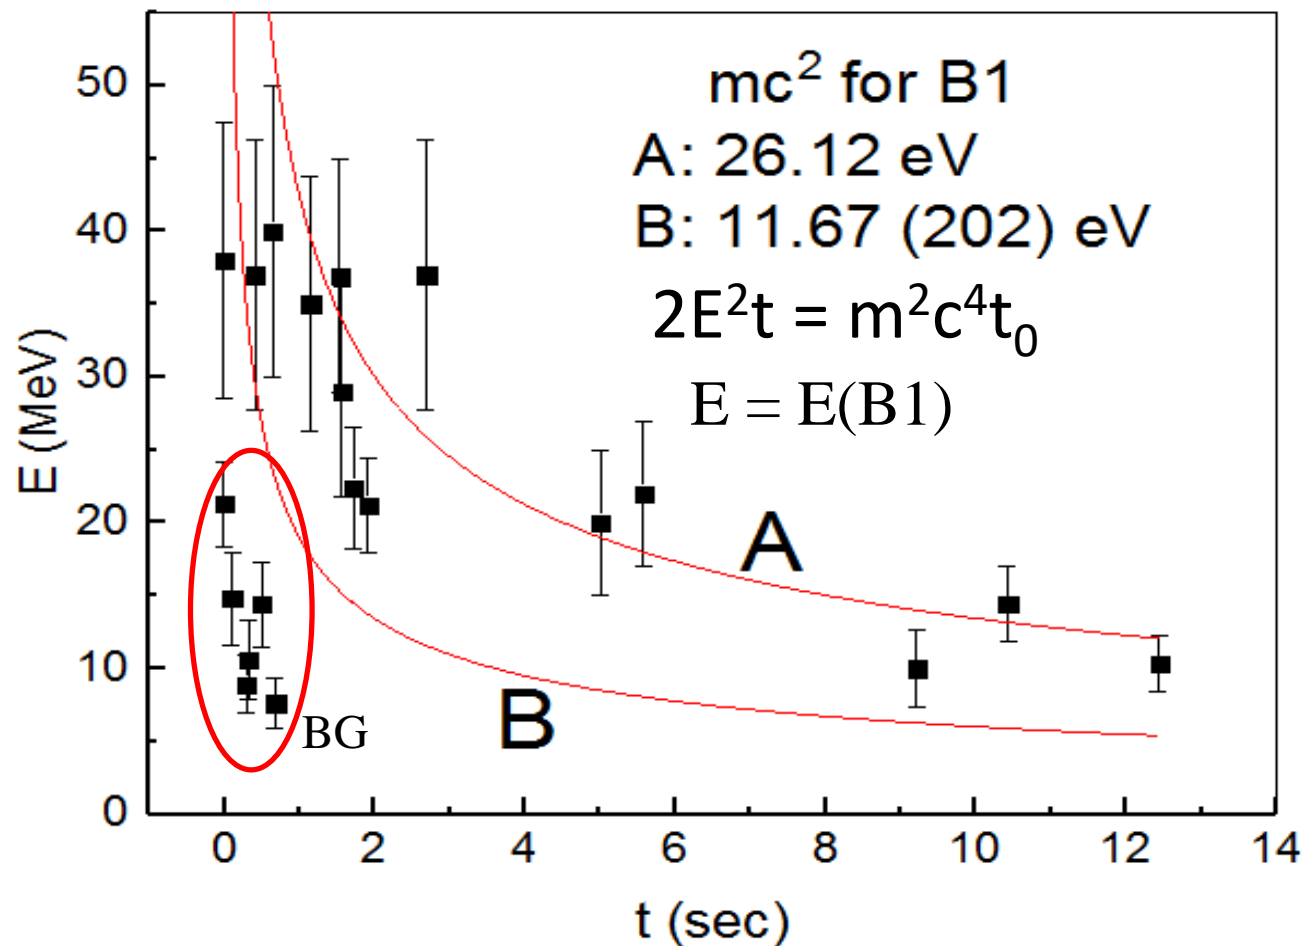 mc² for B1
A: 26.12 eV
B: 11.67 (202) eV
2E²t = m²c⁴t₀
E = E(B1)
E (MeV)
50
40
30
20
10
0
A
B
BG
0 2 4 6 8 10 12 14
t (sec)